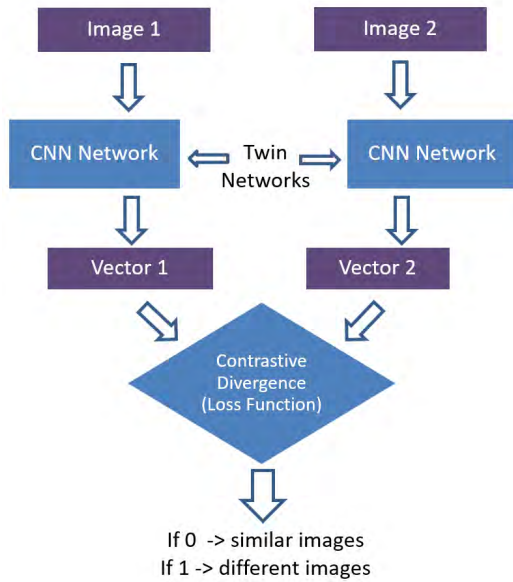 Image 1
Image 2
CNN Network
Twin
Networks
CNN Network
Vector 1
Vector 2
Contrastive
Divergence
(Loss Function)
If 0 -> similar images
If 1 -> different images